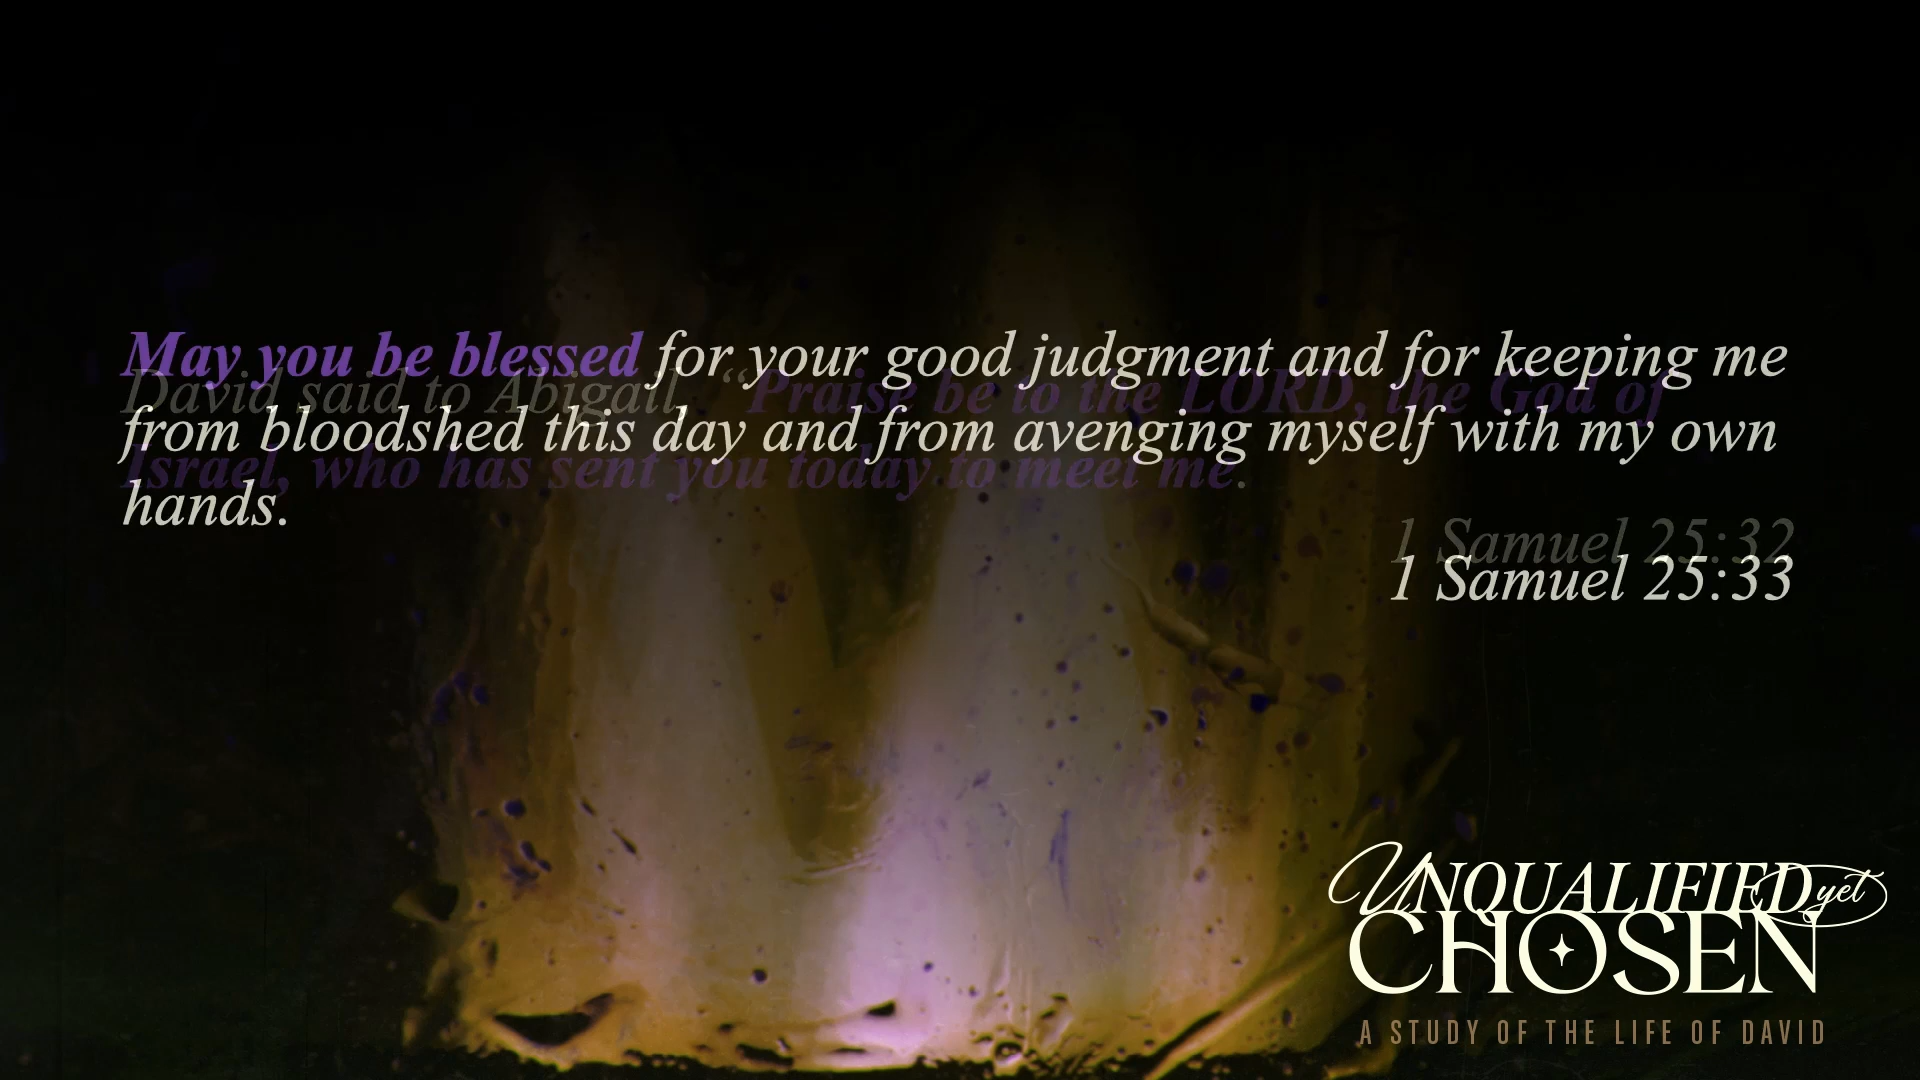 May you be blessed for your good judgment and for keeping me
David said to Abigail, “Praise be to the LORD, the God of
from bloodshed this day and from avenging myself with my own
Israel, who has sent you today to meet me.
hands.
1 Samuel 25:32
1 Samuel 25:33
UNQUALIFIED yet
CHOSEN
A STUDY OF THE LIFE OF DAVID